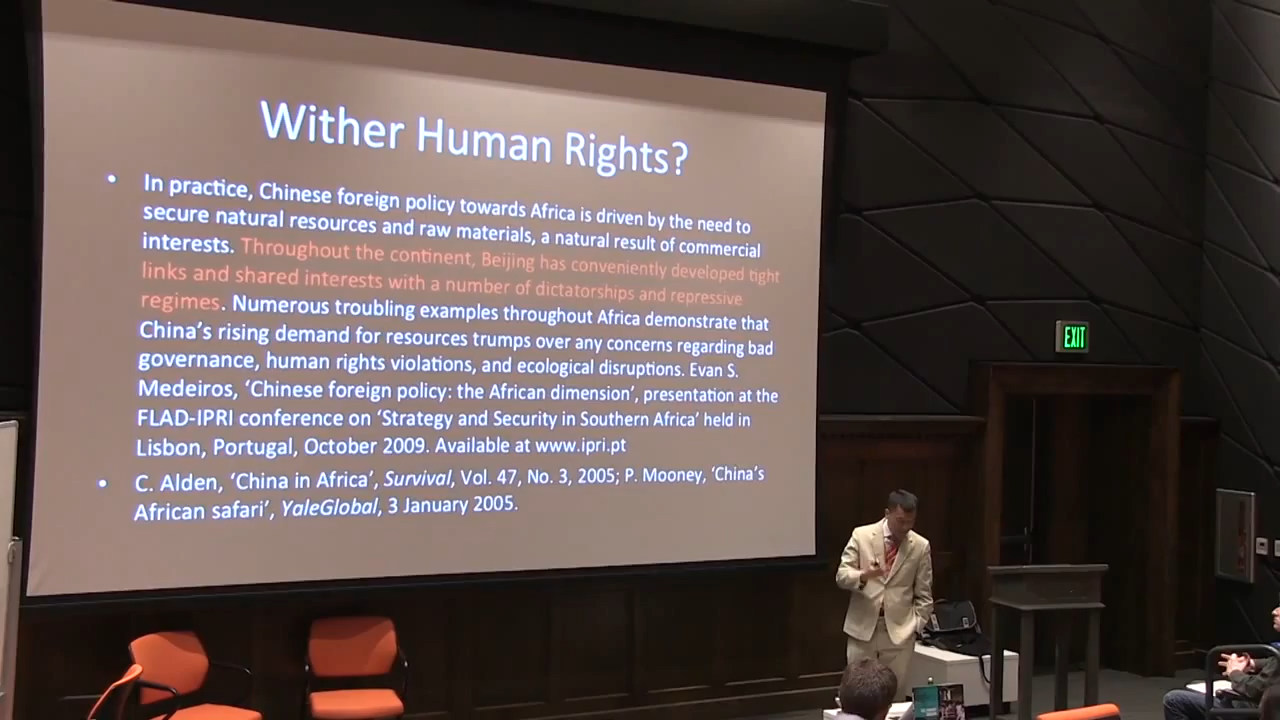 Wither Human Rights?
• In practice, Chinese foreign policy towards Africa is driven by the need to
secure natural resources and raw materials, a natural result of commercial
interests. Throughout the continent, Beijing has conveniently developed tight
links and shared interests with a number of dictatorships and repressive
regimes. Numerous troubling examples throughout Africa demonstrate that
China's rising demand for resources trumps over any concerns regarding bad
governance, human rights violations, and ecological disruptions. Evan S.
Medeiros, 'Chinese foreign policy: the African dimension', presentation at the
FLAD-IPRI conference on 'Strategy and Security in Southern Africa' held in
Lisbon, Portugal, October 2009. Available at www.ipri.pt
• C. Alden, 'China in Africa', Survival, Vol. 47, No. 3, 2005; P. Mooney, 'China's
African safari', YaleGlobal, 3 January 2005.
EXIT